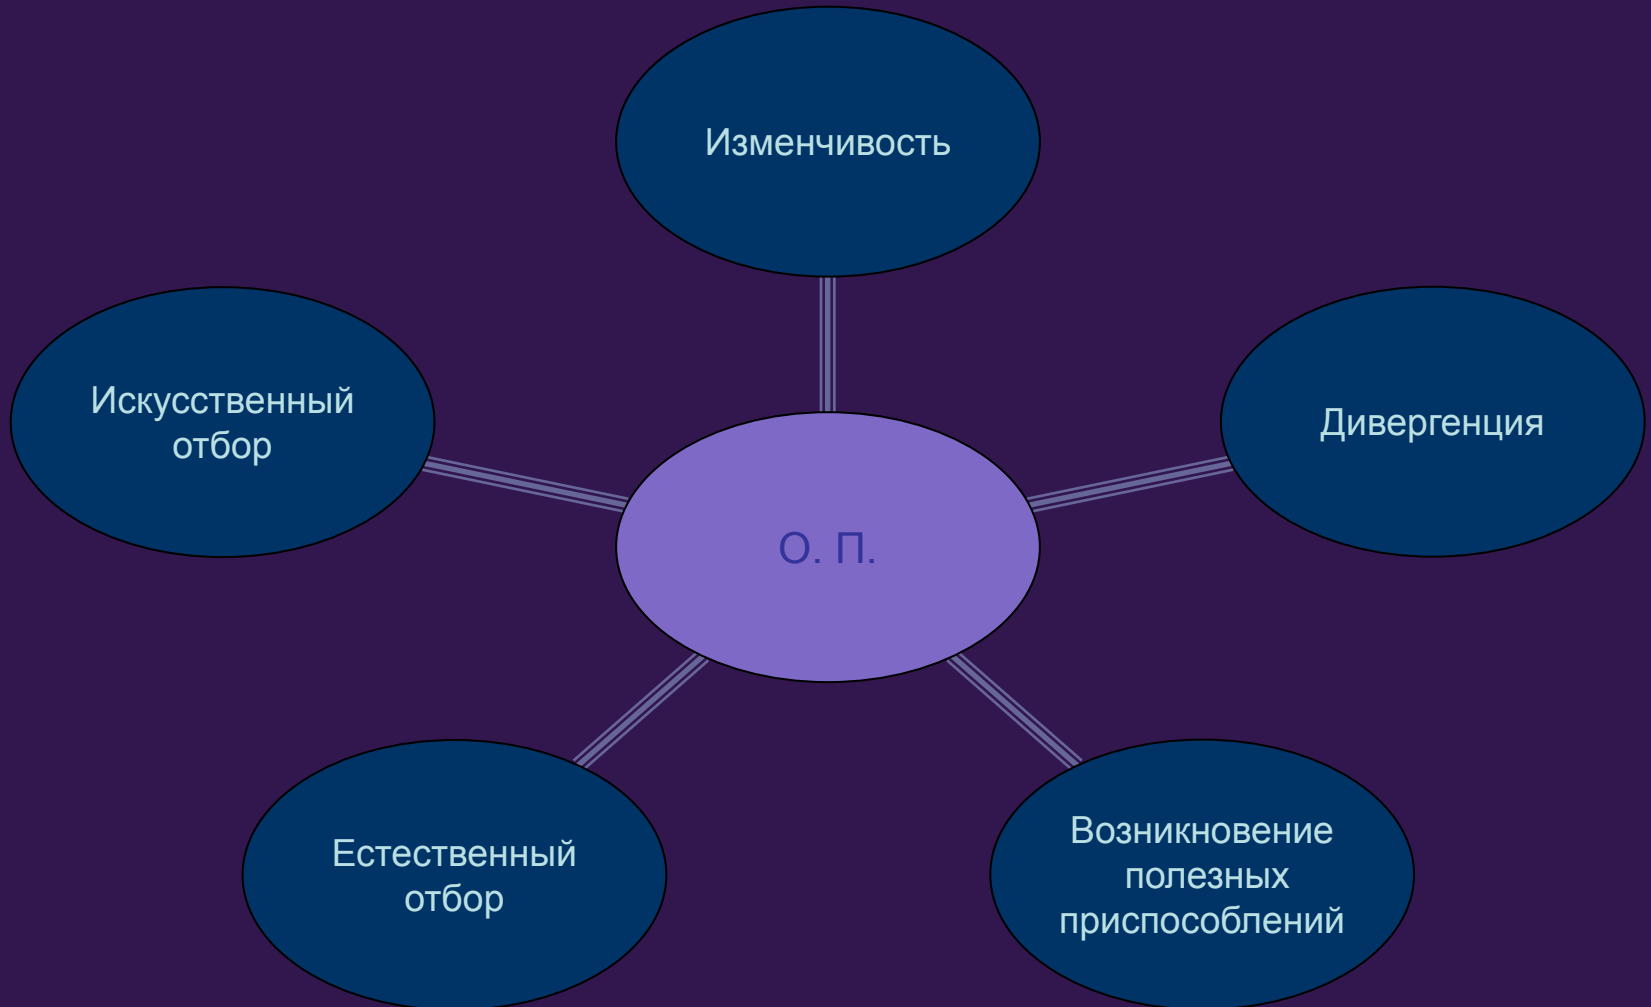 Изменчивость
Искусственный
отбор
Дивергенция
О. П.
Естественный
отбор
Возникновение
полезных
приспособлений